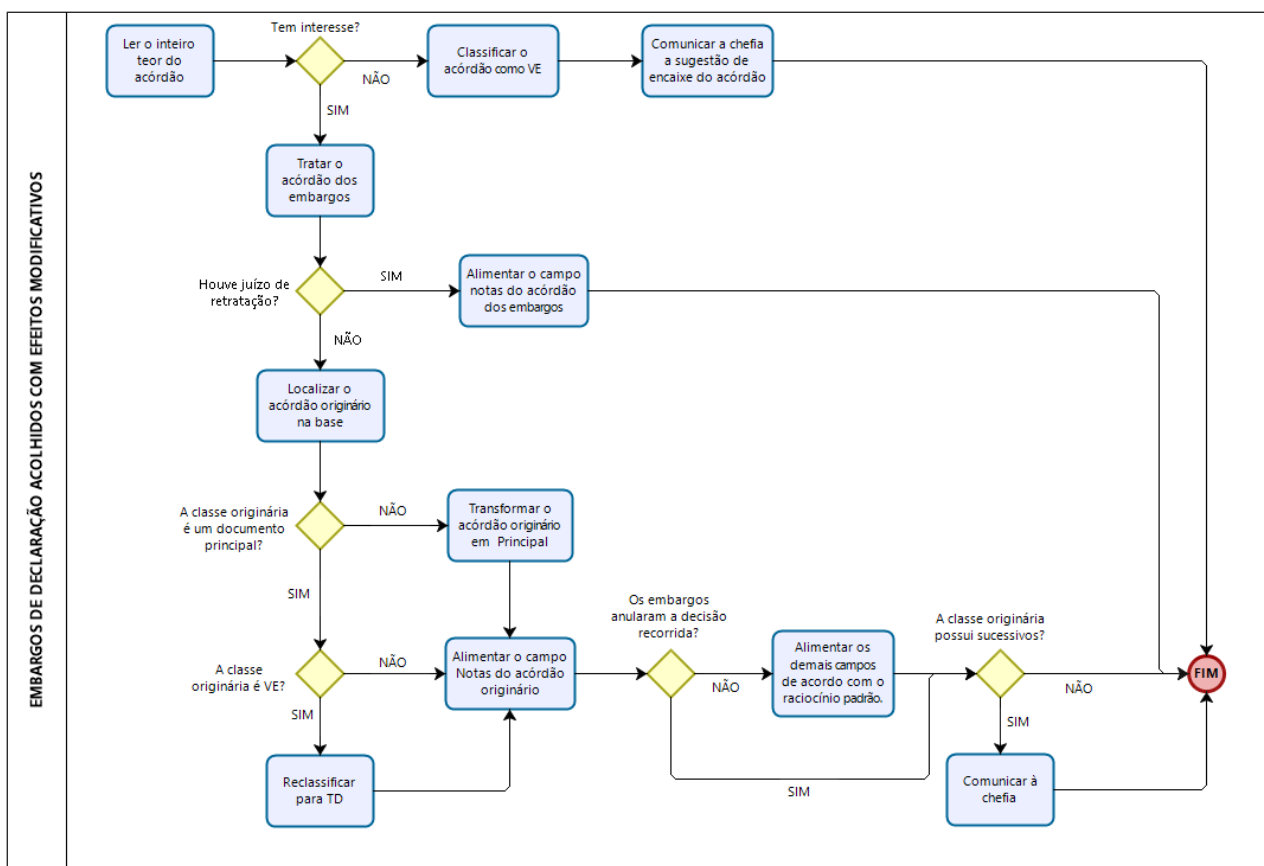 EMBARGOS DE DECLARAÇÃO ACOLHIDOS COM EFEITOS MODIFICATIVOS
Ler o inteiro
teor do
acórdão
Tem interesse?
NÃO
SIM
Classificar o
acórdão como VE
Comunicar a chefia
a sugestão de
encaixe do acórdão
Tratar o
acórdão dos
embargos
Houve juízo de
retratação?
SIM
NÃO
Alimentar o campo
notas do acórdão
dos embargos
Localizar o
acórdão originário
na base
A classe originária
é um documento
principal?
NÃO
SIM
Transformar o
acórdão originário
em Principal
A classe
originária é VE?
NÃO
SIM
Alimentar o campo
Notas do acórdão
originário
Reclassificar
para TD
Os embargos
anularam a decisão
recorrida?
NÃO
SIM
Alimentar os
demais campos
de acordo com o
raciocínio padrão.
A classe originária
possui sucessivos?
NÃO
SIM
Comunicar à
chefia
FIM